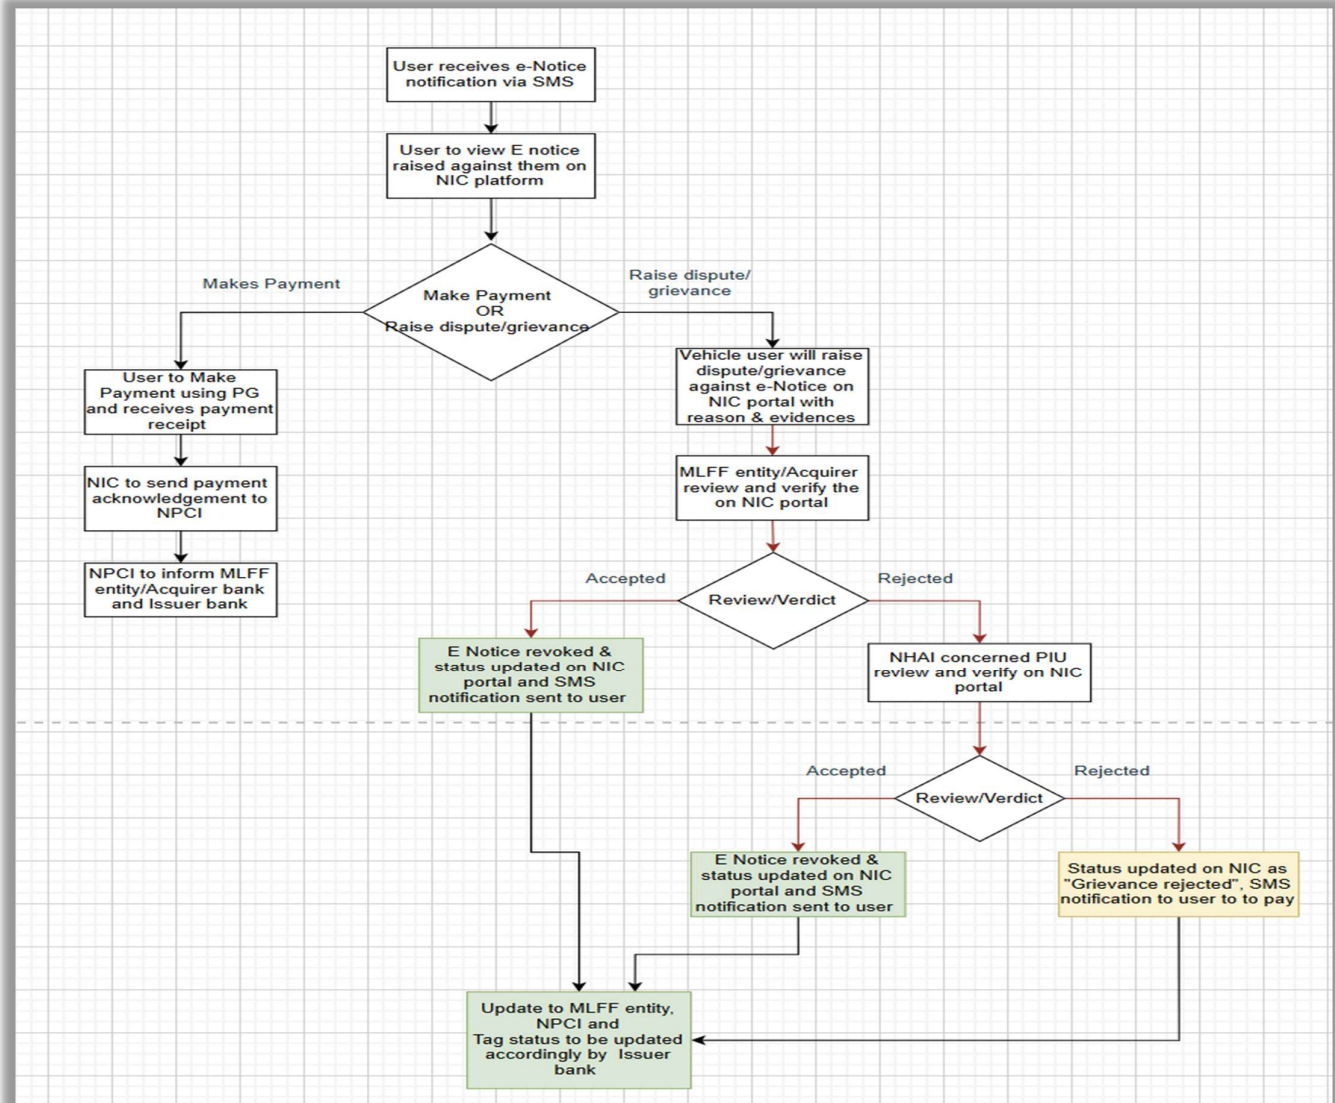 User receives e-Notice
notification via SMS
User to view E notice
raised against them on
NIC platform
Makes Payment
Make Payment
OR
Raise dispute/grievance
Raise dispute/
grievance
User to Make
Payment using PG
and receives payment
receipt
NIC to send payment
acknowledgement to
NPCI
NPCI to inform MLFF
entity/Acquirer bank
and Issuer bank
Vehicle user will raise
dispute/grievance
against e-Notice on
NIC portal with
reason & evidences
MLFF entity/Acquirer
review and verify the
on NIC portal
Accepted
Review/Verdict
Rejected
E Notice revoked &
status updated on NIC
portal and SMS
notification sent to user
NHAI concerned PIU
review and verify on NIC
portal
Accepted
Review/Verdict
Rejected
E Notice revoked &
status updated on NIC
portal and SMS
notification sent to user
Status updated on NIC as
"Grievance rejected", SMS
notification to user to to pay
Update to MLFF entity,
NPCI and
Tag status to be updated
accordingly by Issuer
bank